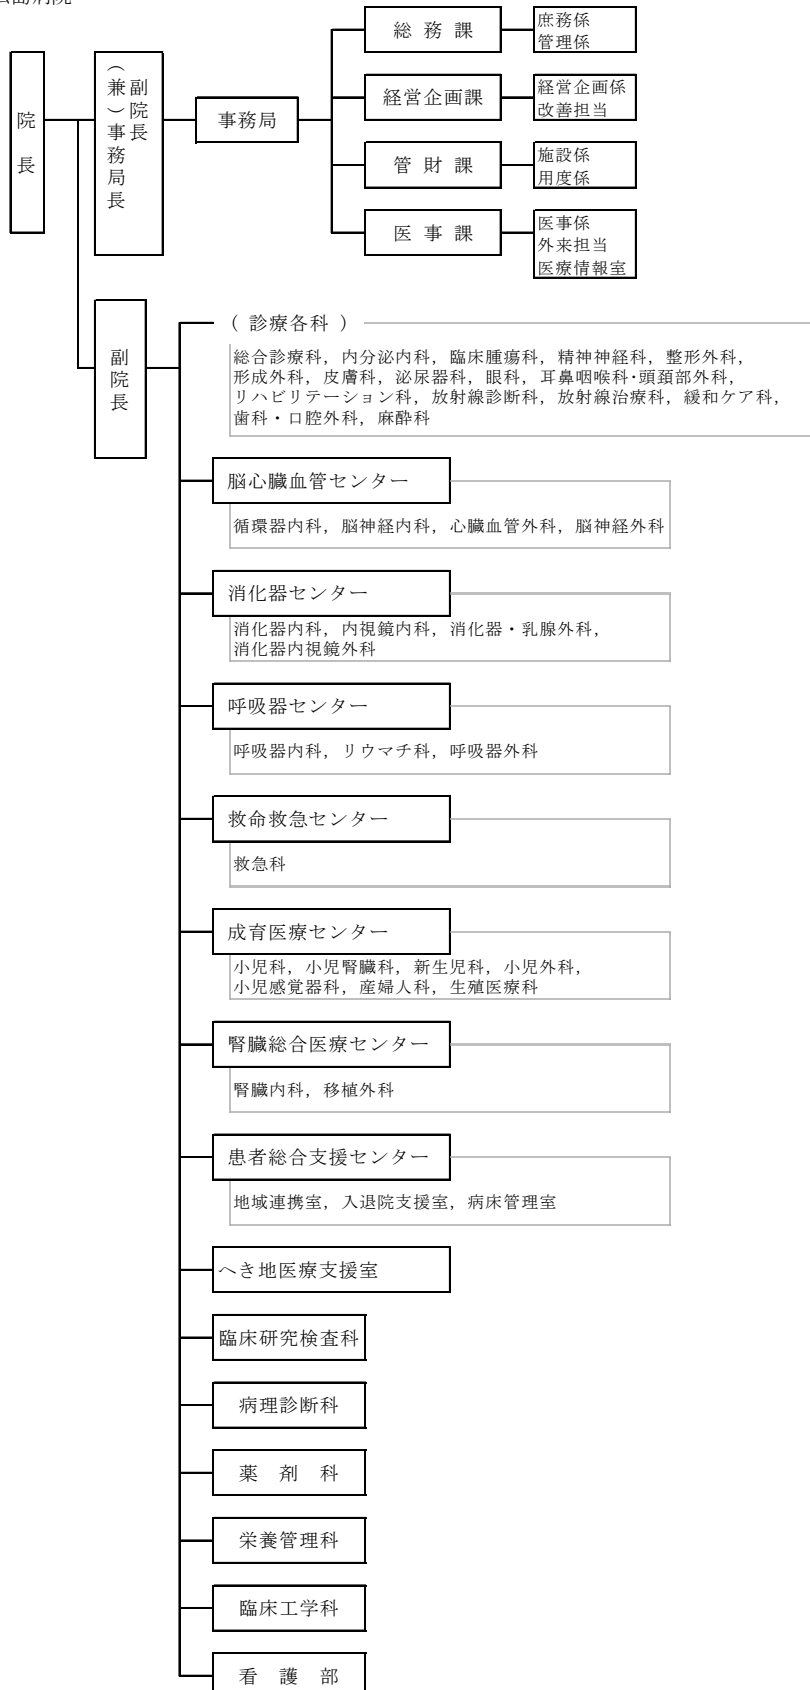 院長
副院長
(兼)事務局長
事務局
総務課
庶務係
管理係
経営企画課
経営企画係
改善担当
管財課
施設係
用度係
医事課
医事係
外来担当
医療情報室
副院長
(診療各科)
総合診療科，内分泌内科，臨床腫瘍科，精神神経科，整形外科，
形成外科，皮膚科，泌尿器科，眼科，耳鼻咽喉科・頭頚部外科，
リハビリテーション科，放射線診断科，放射線治療科，緩和ケア科，
歯科・口腔外科，麻酔科
脳心臓血管センター
循環器内科，脳神経内科，心臓血管外科，脳神経外科
消化器センター
消化器内科，内視鏡内科，消化器・乳腺外科，
消化器内視鏡外科
呼吸器センター
呼吸器内科，リウマチ科，呼吸器外科
救命救急センター
救急科
成育医療センター
小児科，小児腎臓科，新生児科，小児外科，
小児感覚器科，産婦人科，生殖医療科
腎臓総合医療センター
腎臓内科，移植外科
患者総合支援センター
地域連携室，入退院支援室，病床管理室
へき地医療支援室
臨床研究検査科
病理診断科
薬剤科
栄養管理科
臨床工学科
看護部